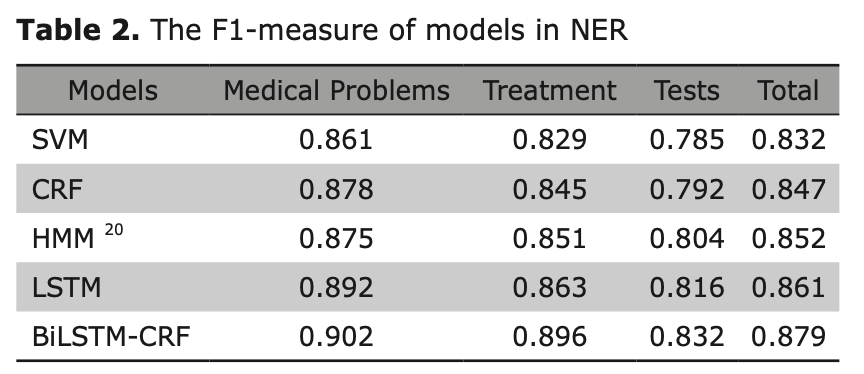 Table 2. The F1-measure of models in NER
Models Medical Problems Treatment Tests Total
SVM 0.861 0.829 0.785 0.832
CRF 0.878 0.845 0.792 0.847
HMM 20 0.875 0.851 0.804 0.852
LSTM 0.892 0.863 0.816 0.861
BiLSTM-CRF 0.902 0.896 0.832 0.879